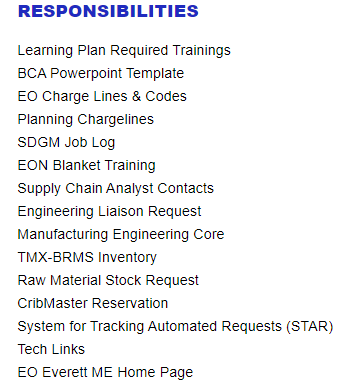 RESPONSIBILITIES
Learning Plan Required Trainings
BCA Powerpoint Template
EO Charge Lines & Codes
Planning Chargelines
SDGM Job Log
EON Blanket Training
Supply Chain Analyst Contacts
Engineering Liaison Request
Manufacturing Engineering Core
TMX-BRMS Inventory
Raw Material Stock Request
CribMaster Reservation
System for Tracking Automated Requests (STAR)
Tech Links
EO Everett ME Home Page